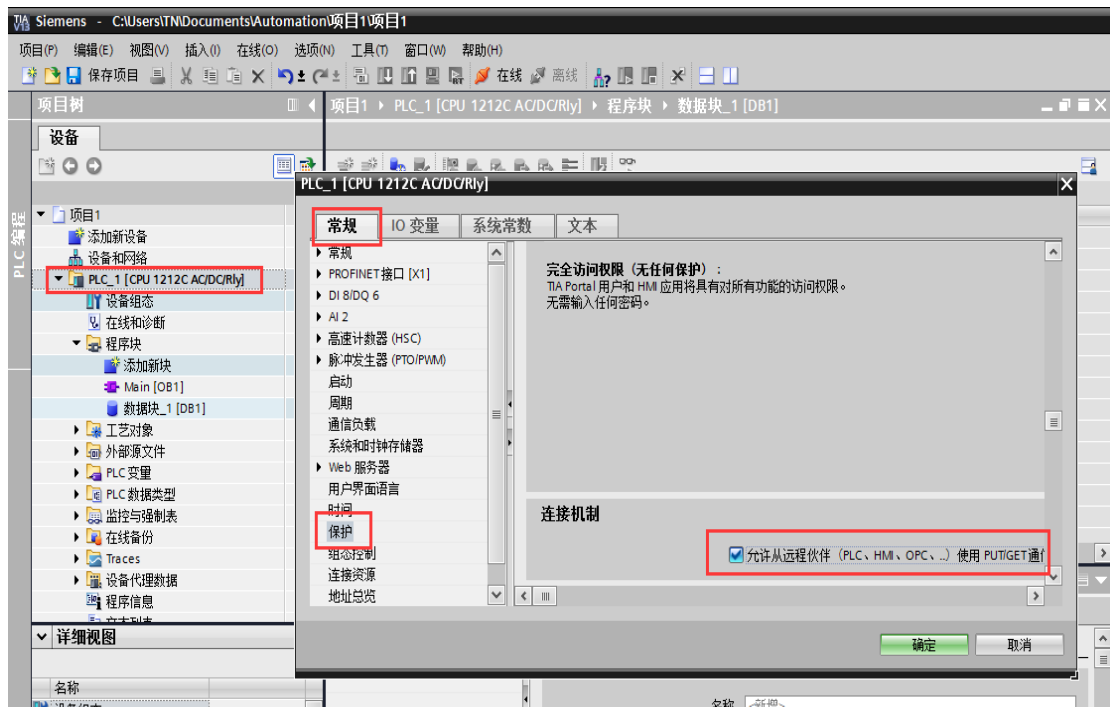 Siemens - C:\Users\TN\Documents\Automation\项目1\项目1
项目(P) 编辑(E) 视图(V) 插入(I) 在线(O) 选项(N) 工具(T) 窗口(W) 帮助(H)
保存项目 在线 离线
项目树
项目1 PLC_1 [CPU 1212C AC/DC/Rly] 程序块 数据块_1 [DB1]
设备
PLC 编程
项目1
添加新设备
设备和网络
PLC_1 [CPU 1212C AC/DC/Rly]
设备组态
在线和诊断
程序块
添加新块
Main [OB1]
数据块_1 [DB1]
工艺对象
外部源文件
PLC 变量
PLC 数据类型
监控与强制表
在线备份
Traces
设备代理数据
程序信息
详细视图
名称
PLC_1 [CPU 1212C AC/DC/Rly]
常规 IO 变量 系统常数 文本
常规
PROFINET接口 [X1]
DI 8/DQ 6
AI 2
高速计数器 (HSC)
脉冲发生器 (PTO/PWM)
启动
周期
通信负载
系统和时钟存储器
Web 服务器
用户界面语言
时间
保护
组态控制
连接资源
地址总览
完全访问权限（无任何保护）：
TIA Portal 用户和 HMI 应用将具有对所有功能的访问权限。
无需输入任何密码。
连接机制
允许从远程伙伴（PLC、HMI、OPC、...）使用 PUT/GET 通
确定 取消
名称 <新增>